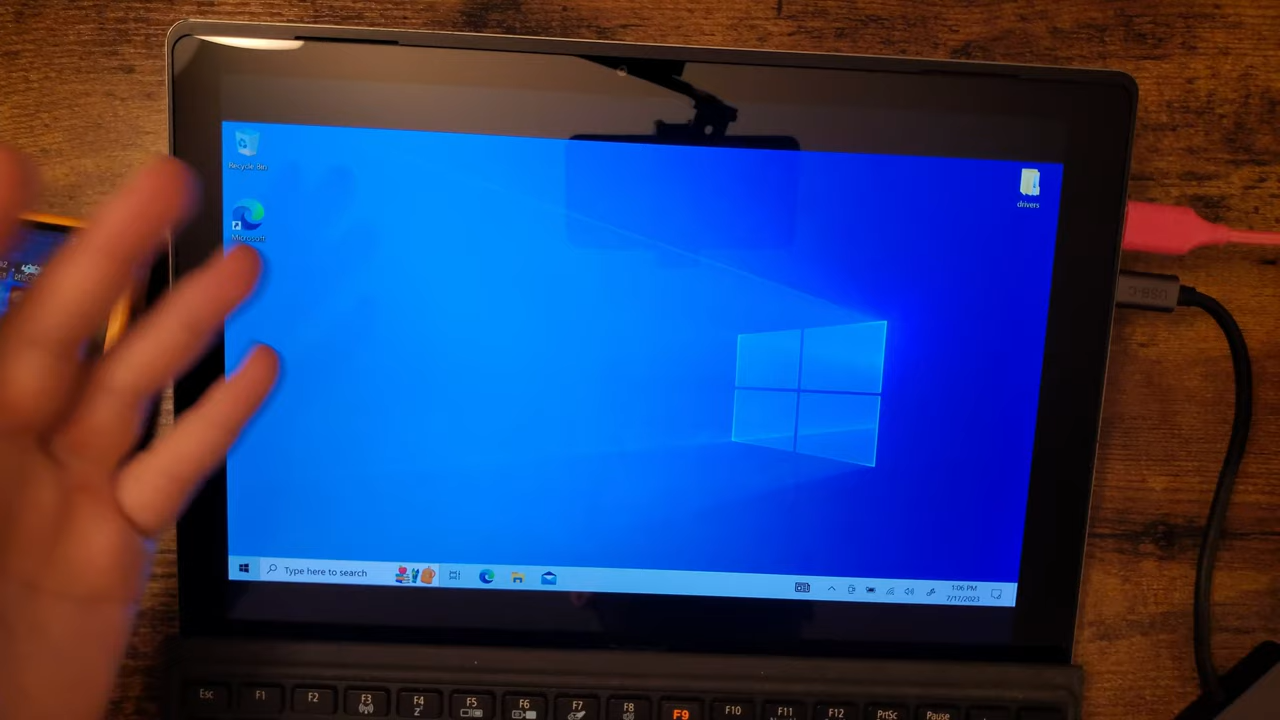 Recycle Bin
Microsoft
drivers
USB-C
Type here to search
1:06 PM
7/17/2023
Esc
F1
F2
F3
F4
Z
F5
F6
F7
F8
F9
F10
F11
F12
PrtSc
Pause